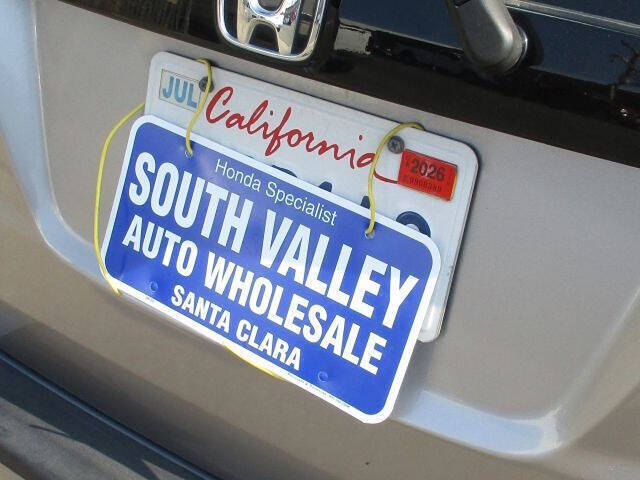 JUL
California
2026
Honda Specialist
SOUTH VALLEY
AUTO WHOLESALE
SANTA CLARA